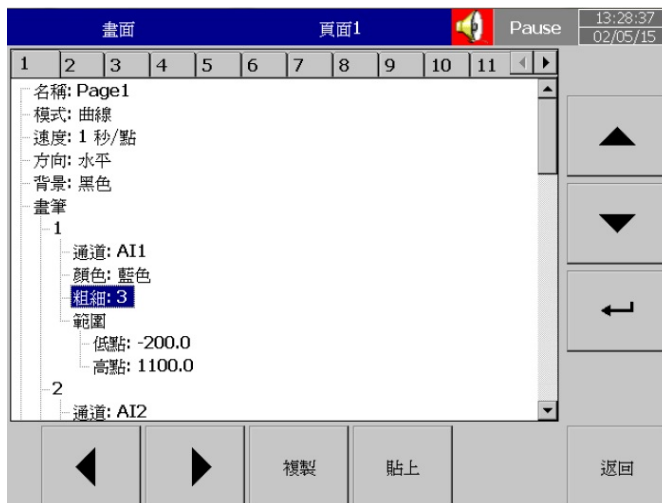 畫面 頁面1 Pause 13:28:37
02/05/15
1 2 3 4 5 6 7 8 9 10 11
名稱: Page1
模式: 曲線
速度: 1 秒/點
方向: 水平
背景: 黑色
畫筆
1
通道: AI1
顏色: 藍色
粗細: 3
範圍
低點: -200.0
高點: 1100.0
2
通道: AI2
複製 貼上 返回